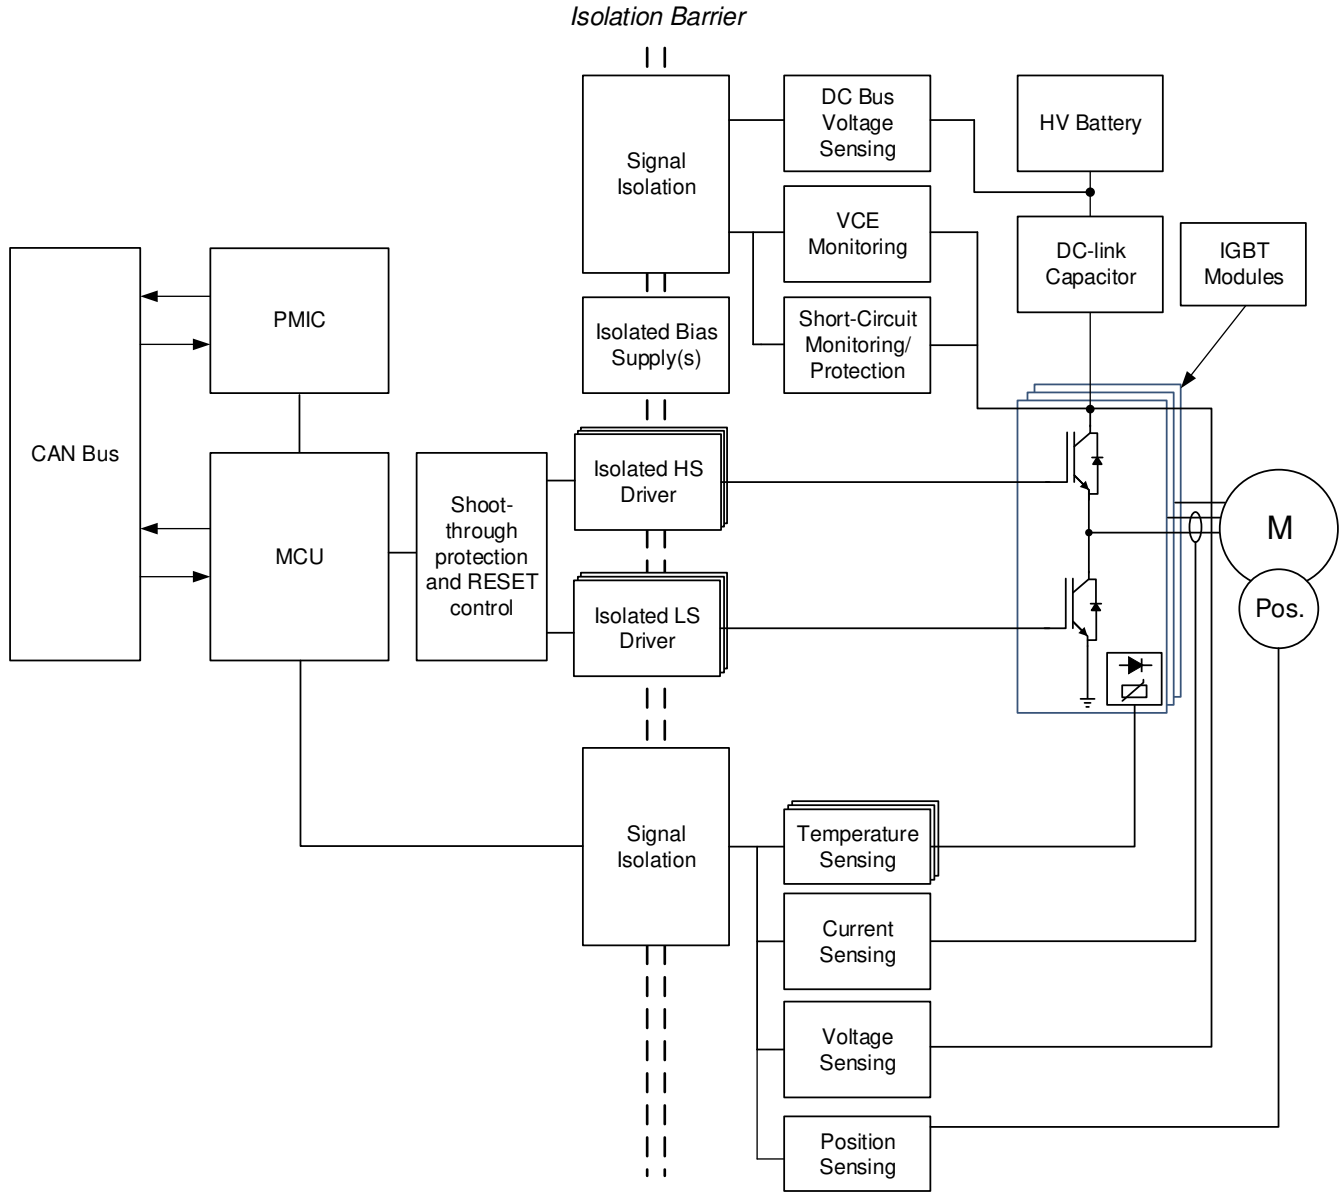 Isolation Barrier
Signal
Isolation
DC Bus
Voltage
Sensing
HV Battery
VCE
Monitoring
DC-link
Capacitor
IGBT
Modules
PMIC
Isolated Bias
Supply(s)
Short-Circuit
Monitoring/
Protection
CAN Bus
MCU
Shoot-
through
protection
and RESET
control
Isolated HS
Driver
Isolated LS
Driver
M
Pos.
Signal
Isolation
Temperature
Sensing
Current
Sensing
Voltage
Sensing
Position
Sensing